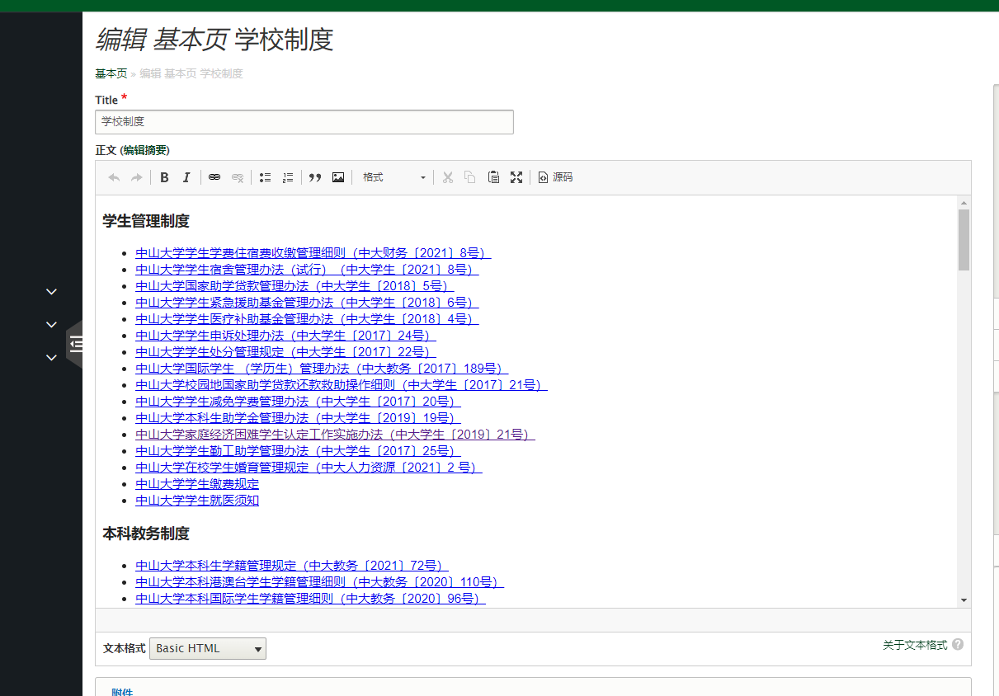 编辑 基本页 学校制度
基本页 » 编辑 基本页 学校制度
Title *
学校制度
正文 (编辑摘要)
B I 格式 源码
学生管理制度
中山大学学生学费住宿费收缴管理细则（中大财务〔2021〕8号）
中山大学学生宿舍管理办法（试行）（中大学生〔2021〕8号）
中山大学国家助学贷款管理办法（中大学生〔2018〕5号）
中山大学学生紧急援助基金管理办法（中大学生〔2018〕6号）
中山大学学生医疗补助基金管理办法（中大学生〔2018〕4号）
中山大学学生申诉处理办法（中大学生〔2017〕24号）
中山大学学生处分管理规定（中大学生〔2017〕22号）
中山大学国际学生 （学历生）管理办法（中大教务〔2017〕189号）
中山大学校园地国家助学贷款还款救助操作细则（中大学生〔2017〕21号）
中山大学学生减免学费管理办法（中大学生〔2017〕20号）
中山大学本科生助学金管理办法（中大学生〔2019〕19号）
中山大学家庭经济困难学生认定工作实施办法（中大学生〔2019〕21号）
中山大学学生勤工助学管理办法（中大学生〔2017〕25号）
中山大学在校学生婚育管理规定（中大人力资源〔2021〕2 号）
中山大学学生缴费规定
中山大学学生就医须知
本科教务制度
中山大学本科生学籍管理规定（中大教务〔2021〕72号）
中山大学本科港澳台学生学籍管理细则（中大教务〔2020〕110号）
中山大学本科国际学生学籍管理细则（中大教务〔2020〕96号）
文本格式 Basic HTML 关于文本格式 ?
附件